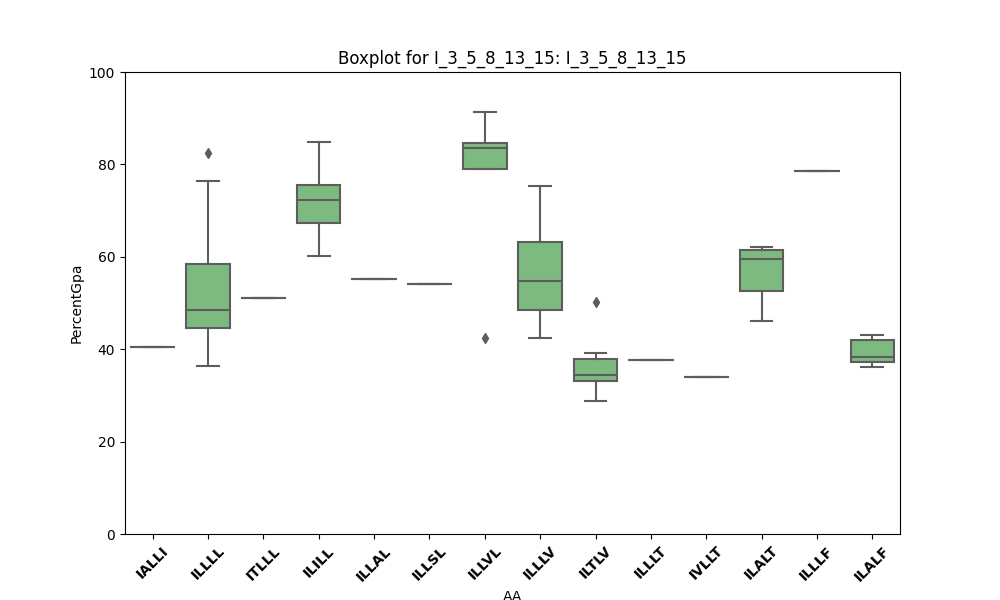 Boxplot for I_3_5_8_13_15: I_3_5_8_13_15
100
80
60
40
20
0
PercentGpa
IALLI
ILLLL
ITLLL
ILILL
ILLAL
ILLSL
ILLVL
ILLLV
ILTLV
ILLLT
IVLLT
ILALT
ILLLF
ILALF
AA